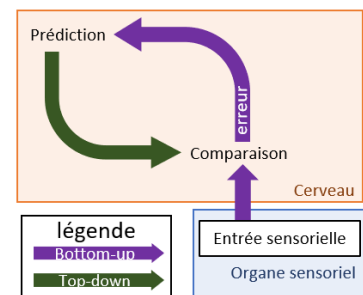 Prédiction
erreur
Comparaison
Cerveau
légende
Bottom-up
Top-down
Entrée sensorielle
Organe sensoriel